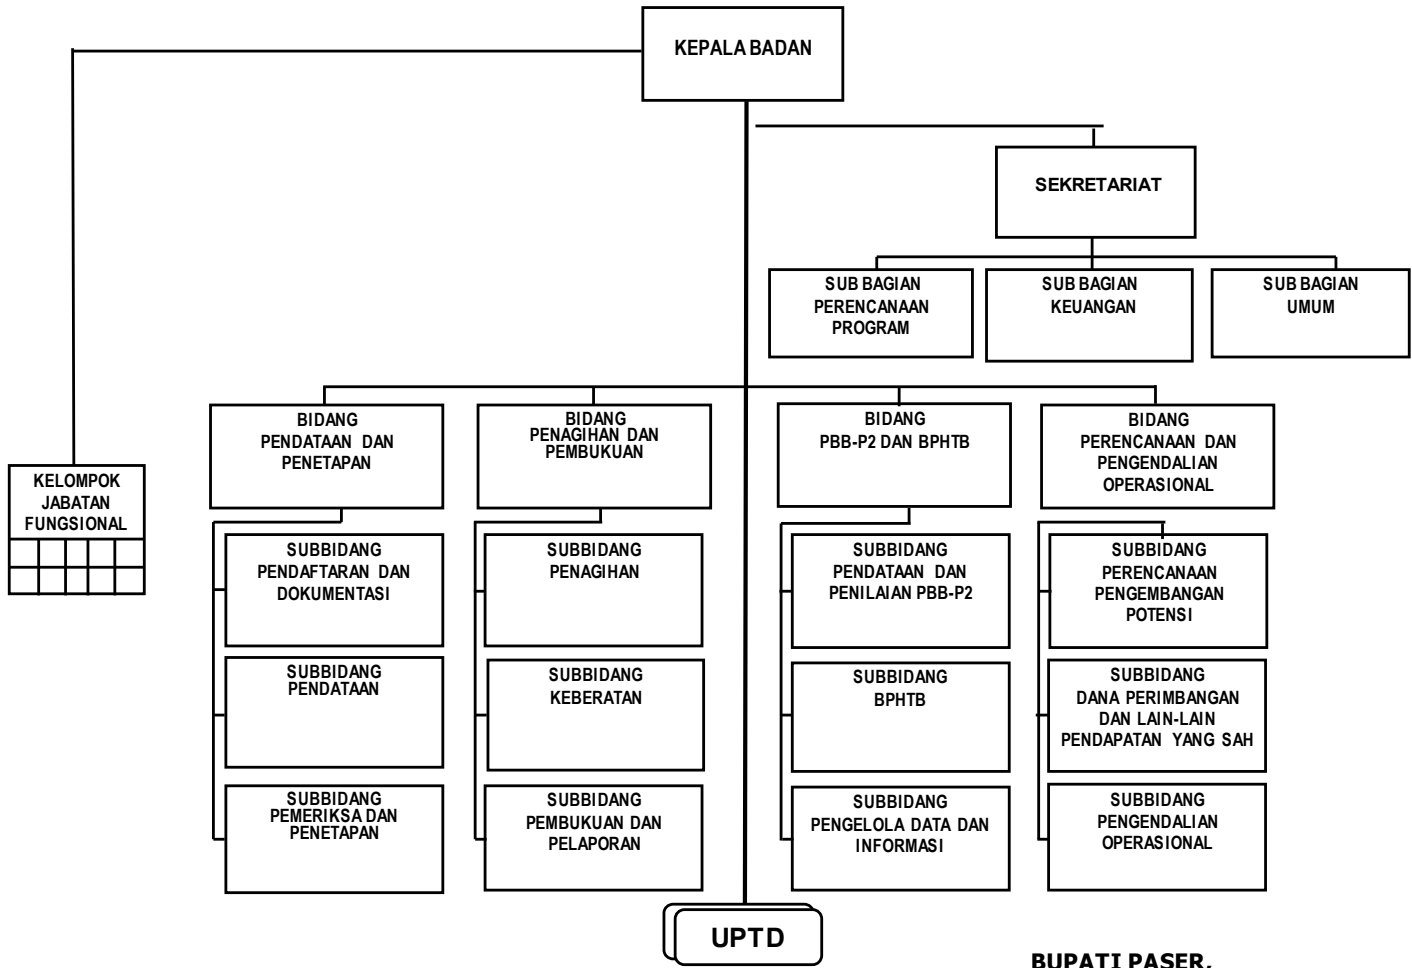 KEPALA BADAN
SEKRETARIAT
SUB BAGIAN
PERENCANAAN
PROGRAM
SUB BAGIAN
KEUANGAN
SUB BAGIAN
UMUM
BIDANG
PENDATAAN DAN
PENETAPAN
BIDANG
PENAGIHAN DAN
PEMBUKUAN
BIDANG
PBB-P2 DAN BPHTB
BIDANG
PERENCANAAN DAN
PENGENDALIAN
OPERASIONAL
KELOMPOK
JABATAN
FUNGSIONAL
SUBBIDANG
PENDAFTARAN DAN
DOKUMENTASI
SUBBIDANG
PENAGIHAN
SUBBIDANG
PENDATAAN DAN
PENILAIAN PBB-P2
SUBBIDANG
PERENCANAAN
PENGEMBANGAN
POTENSI
SUBBIDANG
PENDATAAN
SUBBIDANG
KEBERATAN
SUBBIDANG
BPHTB
SUBBIDANG
DANA PERIMBANGAN
DAN LAIN-LAIN
PENDAPATAN YANG SAH
SUBBIDANG
PEMERIKSA DAN
PENETAPAN
SUBBIDANG
PEMBUKUAN DAN
PELAPORAN
SUBBIDANG
PENGELOLA DATA DAN
INFORMASI
SUBBIDANG
PENGENDALIAN
OPERASIONAL
UPTD
BUPATI PASER,